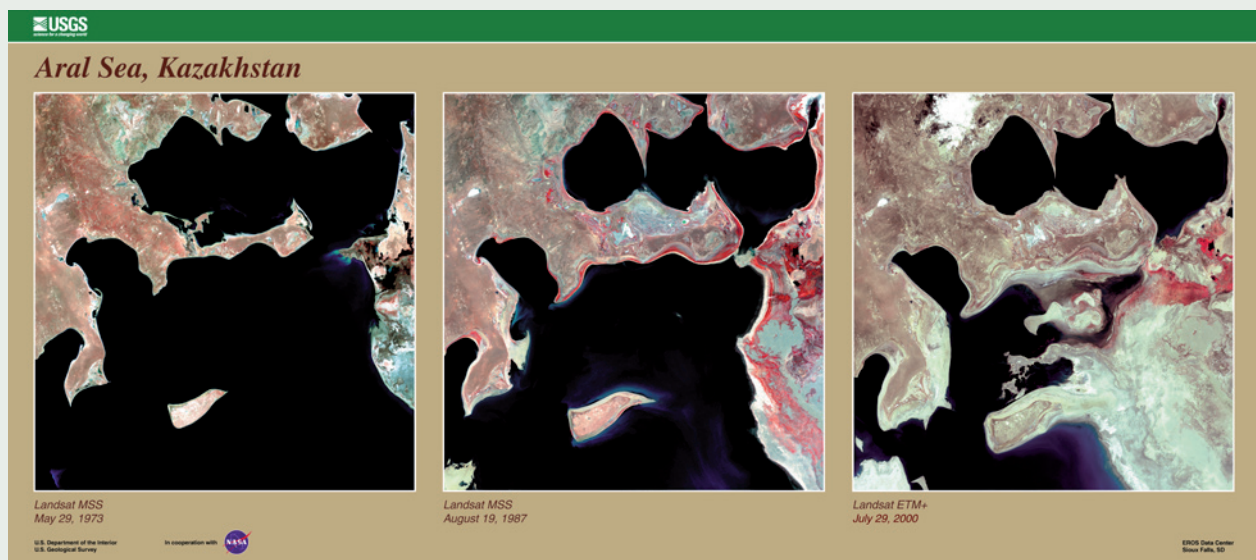 USGS
science for a changing world
Aral Sea, Kazakhstan
Landsat MSS
May 29, 1973
Landsat MSS
August 19, 1987
Landsat ETM+
July 29, 2000
U.S. Department of the Interior
U.S. Geological Survey
In cooperation with
NASA
EROS Data Center
Sioux Falls, SD